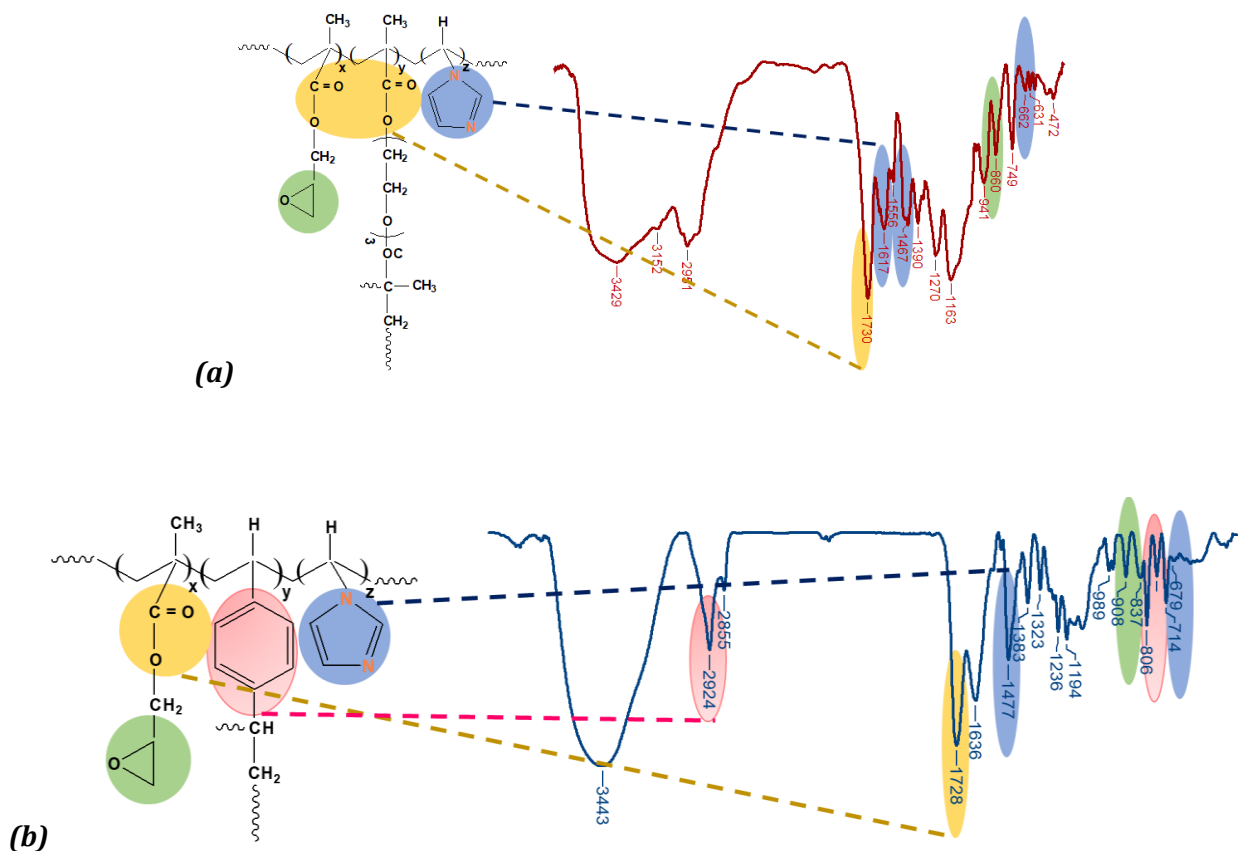 CH₃ CH₃ H
( )x ( )y ( )z
C = O C = O N
O O N
CH₂ CH₂
O CH₂
O
3
OC
C CH₃
CH₂
3429
3152
2951
1730
1617
1556
1467
1390
1270
1163
941
860
749
662
631
472
(a)
CH₃ H H
( )x ( )y ( )z
C = O N
O N
CH₂ CH
O CH₂
3443
2924
2855
1728
1636
1477
1383
1323
1236
1194
989
908
837
806
714
679
(b)